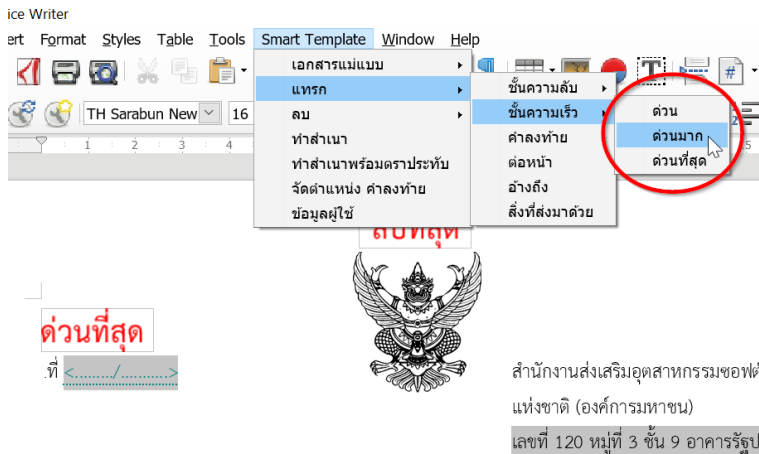 ice Writer
ert Format Styles Table Tools Smart Template Window Help
เอกสารแม่แบบ
แทรก
ลบ
ทำสำเนา
ทำสำเนาพร้อมตราประทับ
จัดตำแหน่ง คำลงท้าย
ข้อมูลผู้ใช้
ชั้นความลับ
ชั้นความเร็ว
คำลงท้าย
ต่อหน้า
อ้างถึง
สิ่งที่ส่งมาด้วย
ด่วน
ด่วนมาก
ด่วนที่สุด
TH Sarabun New 16
1 2 3 4 5
ลับที่สุด
ด่วนที่สุด
ที่ <........./...........>
สำนักงานส่งเสริมอุตสาหกรรมซอฟต์
แห่งชาติ (องค์การมหาชน)
เลขที่ 120 หมู่ที่ 3 ชั้น 9 อาคารรัฐป